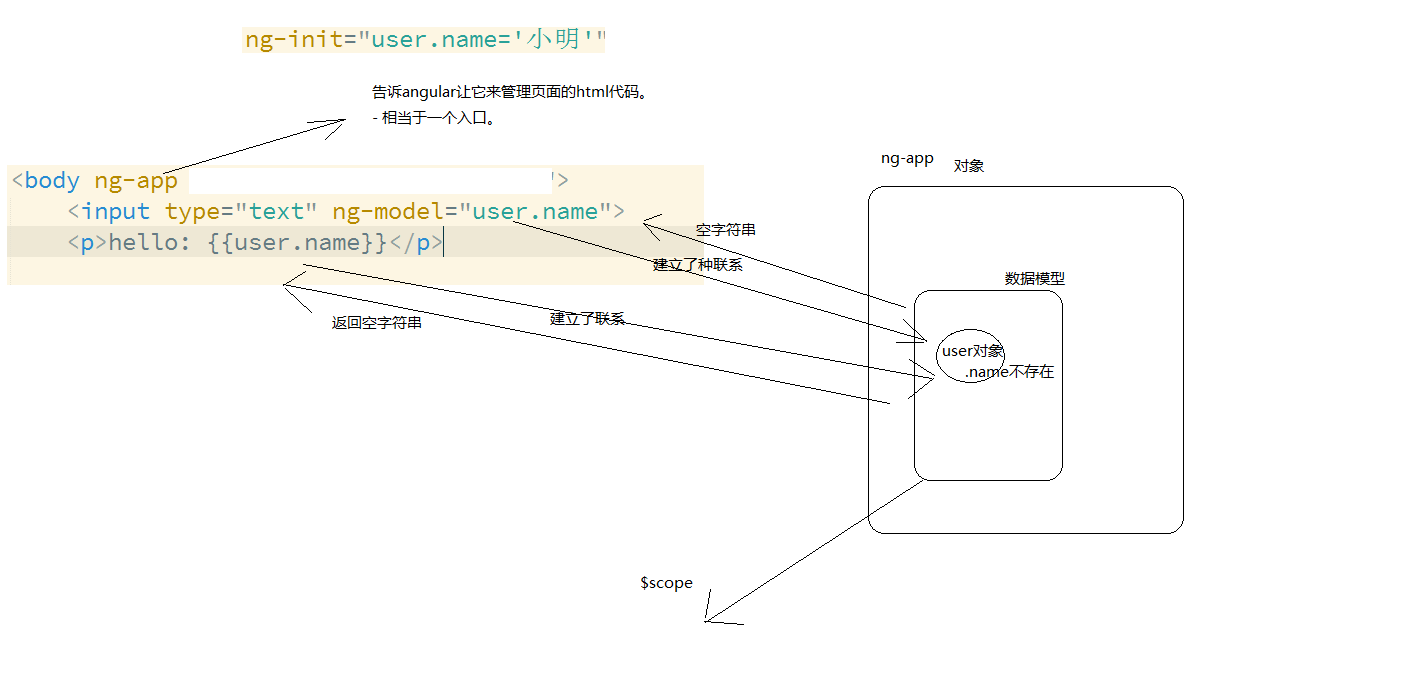 ng-init="user.name='小明'"
告诉angular让它来管理页面的html代码。
- 相当于一个入口。
<body ng-app '>
<input type="text" ng-model="user.name">
<p>hello: {{user.name}}</p>
空字符串
建立了种联系
建立了联系
返回空字符串
ng-app 对象
数据模型
user对象
.name不存在
$scope